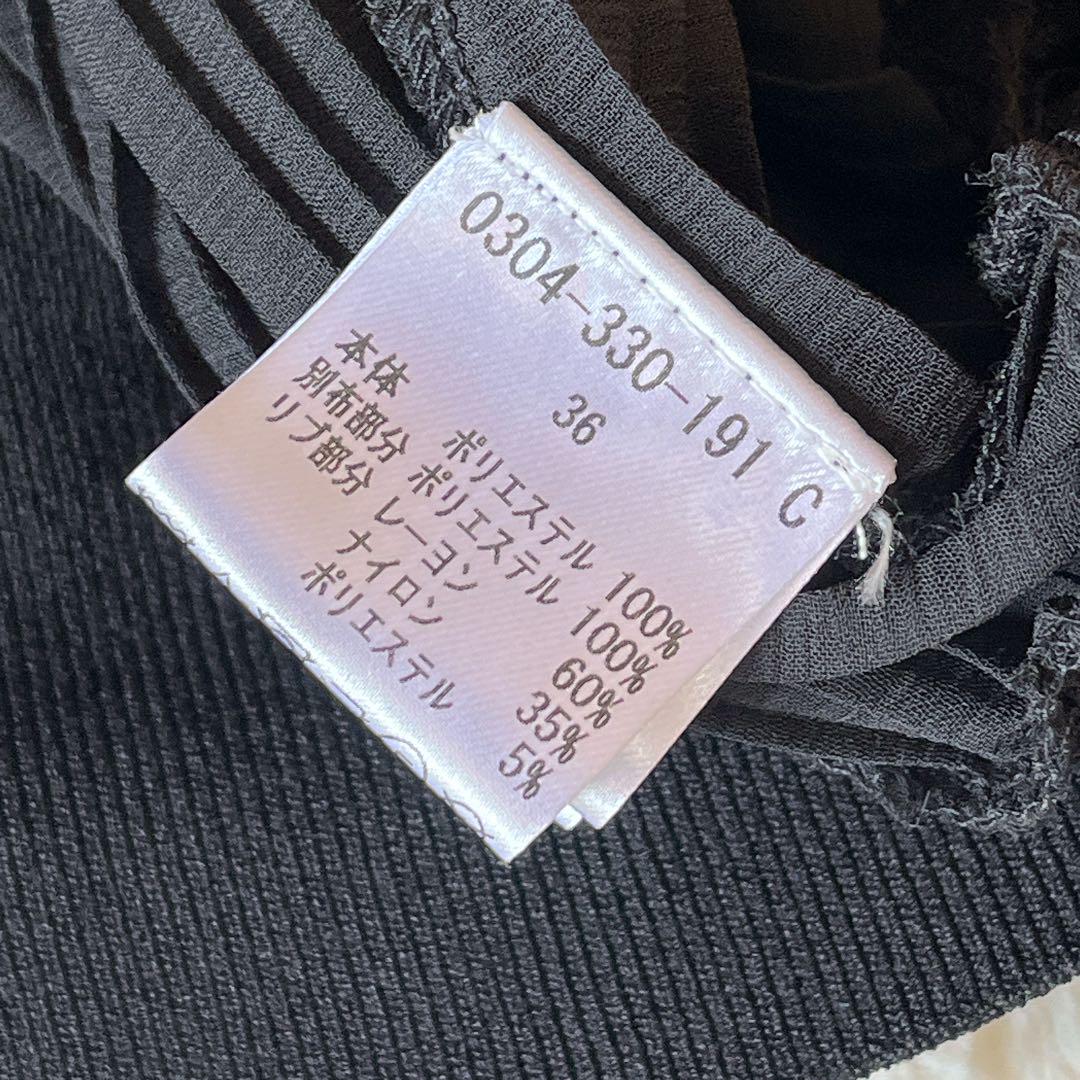 0304-330-191 C
36
本体 ポリエステル 100%
別布部分 ポリエステル 100%
リブ部分 レーヨン 60%
ナイロン 35%
ポリエステル 5%